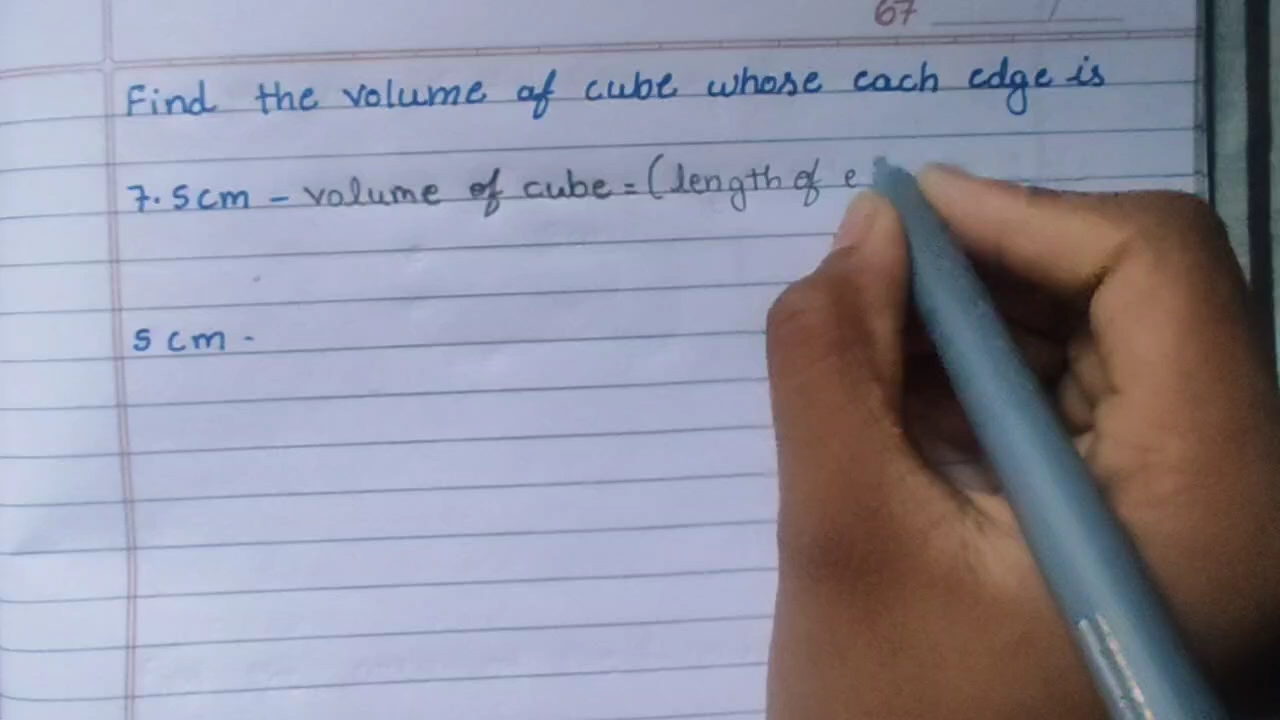 67
Find the volume of cube whose each edge is
7.5cm - volume of cube = (length of e
5 cm -